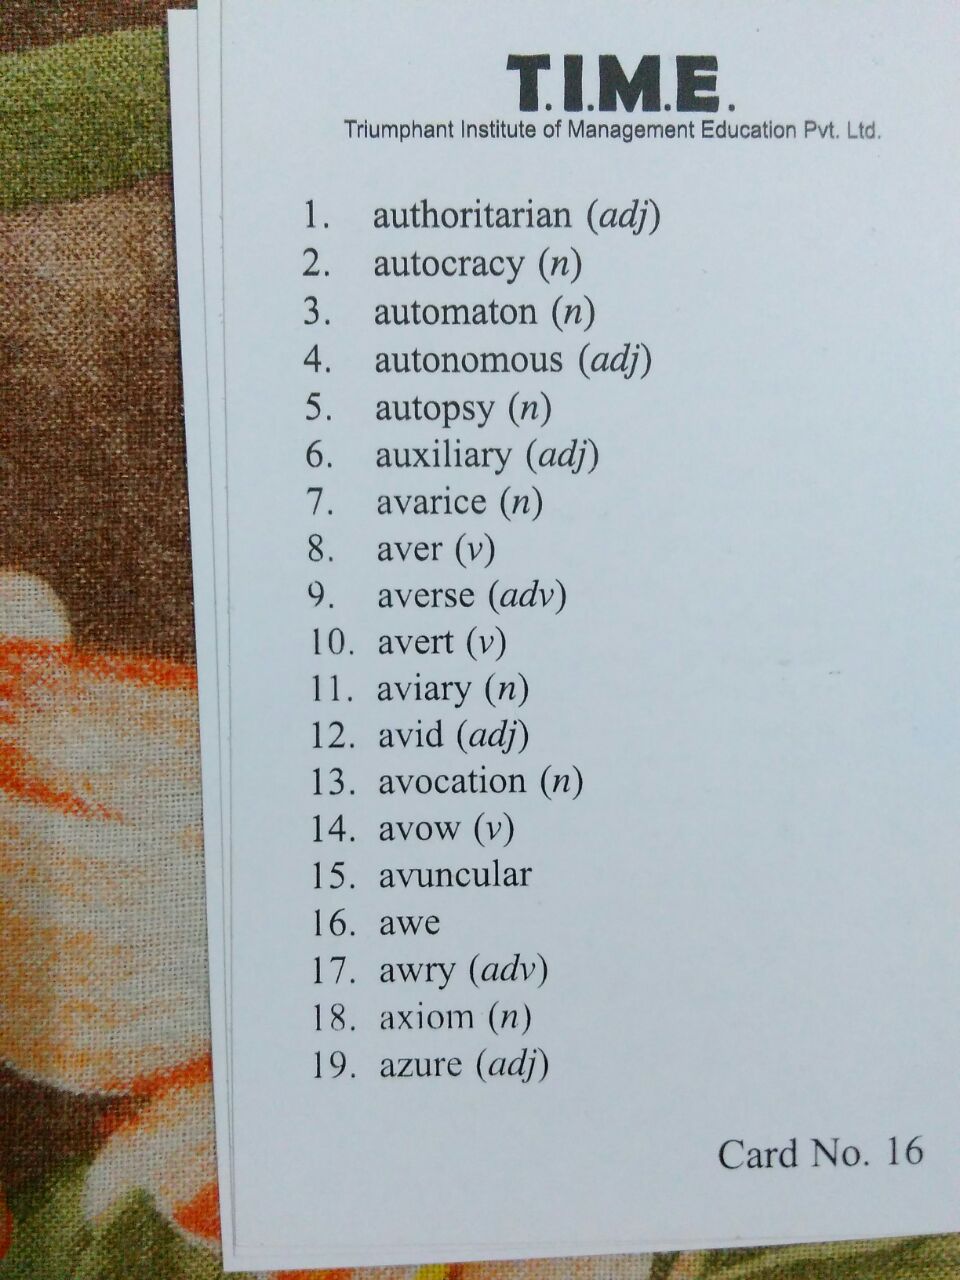 T.I.M.E.
Triumphant Institute of Management Education Pvt. Ltd.
1. authoritarian (adj)
2. autocracy (n)
3. automaton (n)
4. autonomous (adj)
5. autopsy (n)
6. auxiliary (adj)
7. avarice (n)
8. aver (v)
9. averse (adv)
10. avert (v)
11. aviary (n)
12. avid (adj)
13. avocation (n)
14. avow (v)
15. avuncular
16. awe
17. awry (adv)
18. axiom (n)
19. azure (adj)
Card No. 16